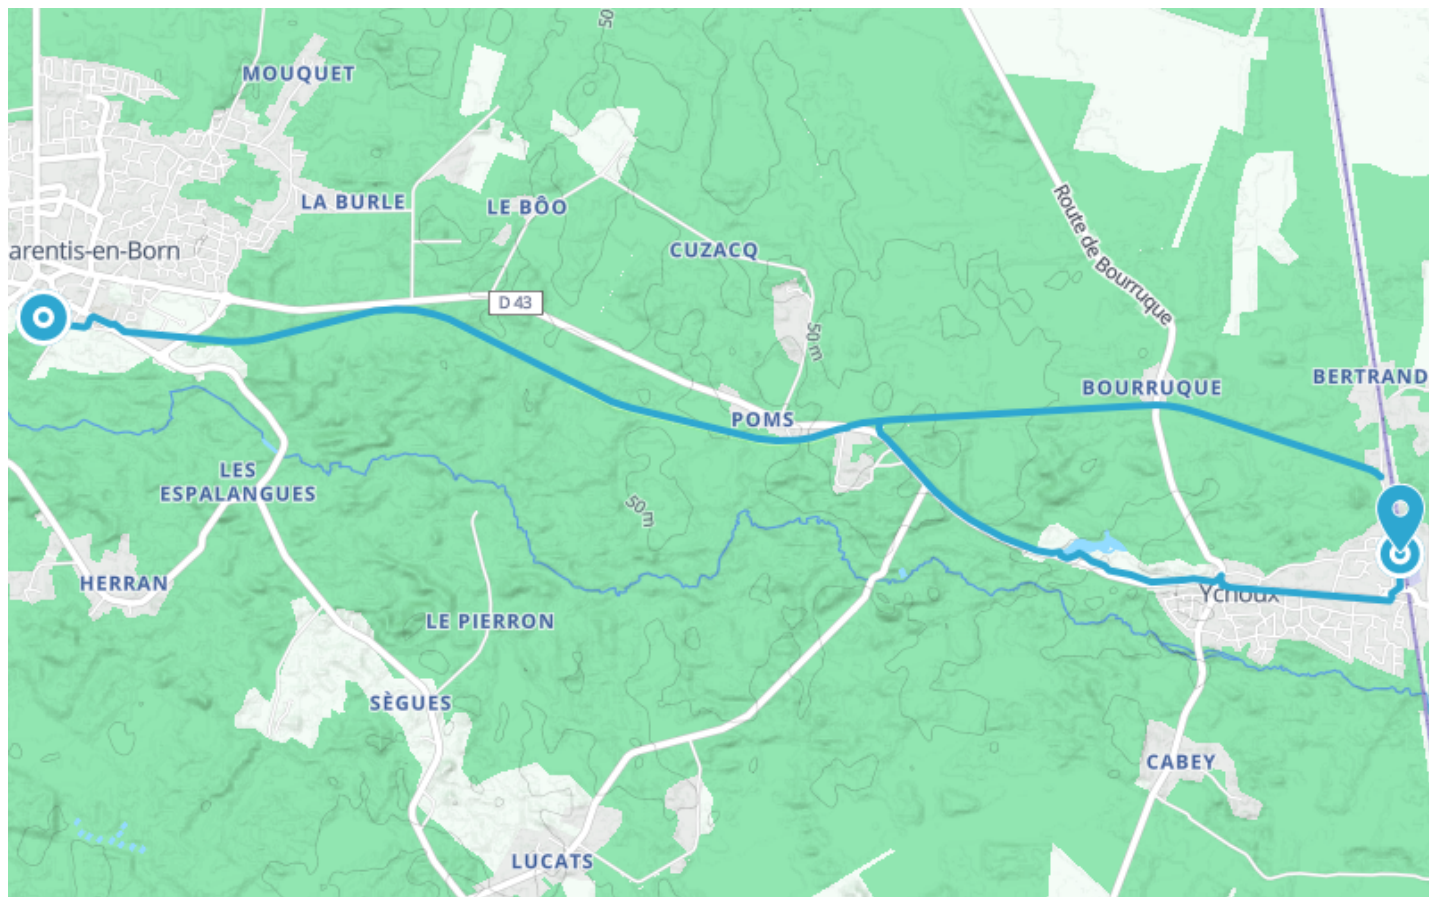 50
MOUQUET
LA BURLE
LE BÔO
arentis-en-Born
CUZACQ
Route de Bourruque
D 43
50 m
BERTRAND
BOURRUQUE
POMS
LES
ESPALANGUES
50 m
HERRAN
Ychoux
LE PIERRON
SÈGUES
CABEY
LUCATS